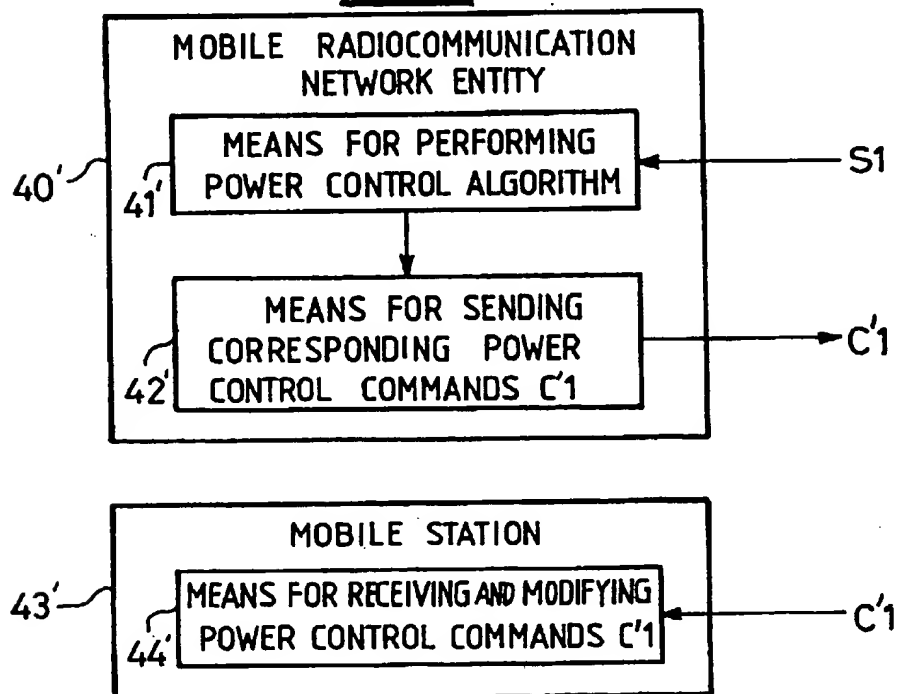 MOBILE RADIOCOMMUNICATION
NETWORK ENTITY
MEANS FOR PERFORMING
POWER CONTROL ALGORITHM
S1
40'
41'
MEANS FOR SENDING
CORRESPONDING POWER
CONTROL COMMANDS C'1
C'1
42'
MOBILE STATION
MEANS FOR RECEIVING AND MODIFYING
POWER CONTROL COMMANDS C'1
C'1
43'
44'